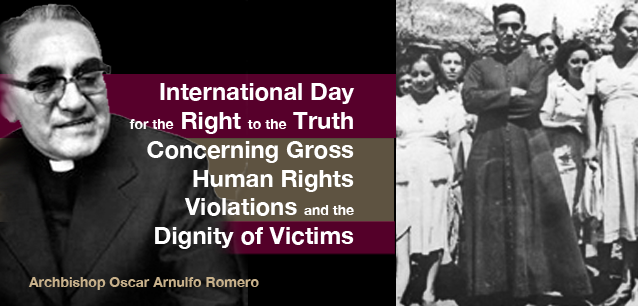 International Day
for the Right to the Truth
Concerning Gross
Human Rights
Violations and the
Dignity of Victims
Archbishop Oscar Arnulfo Romero